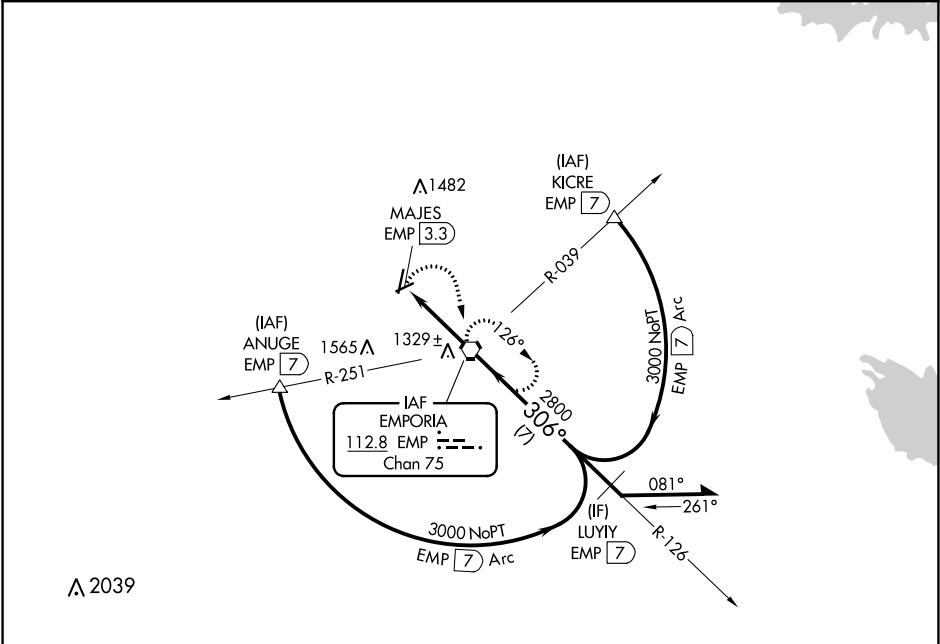 (IAF)
KICRE
EMP 7
1482
MAJES
EMP 3.3
R-039
(IAF)
ANUGE
EMP 7
1565
1329±
126°
R-251
3000 NoPT
EMP 7 Arc
IAF
EMPORIA
112.8 EMP
Chan 75
2800
306°
(7)
081°
261°
(IF)
LUYIY
EMP 7
R-126
3000 NoPT
EMP 7 Arc
2039